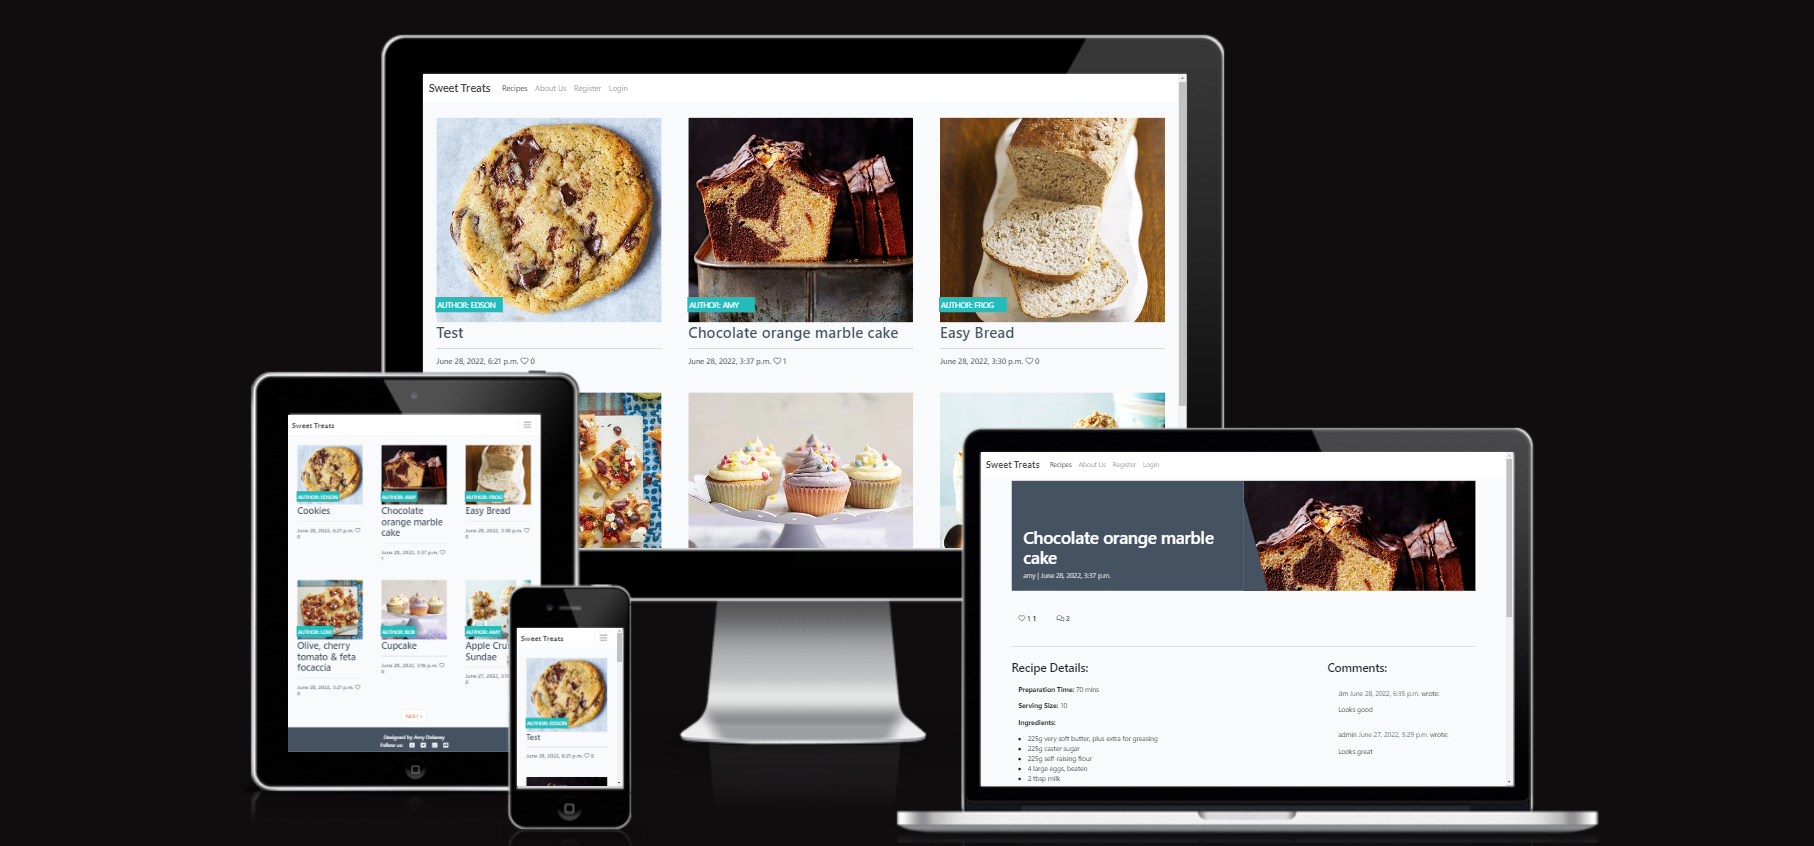 Sweet Treats Recipes About Us Register Login
AUTHOR: EDSON
Test
June 28, 2022, 6:21 p.m. 0
AUTHOR: AMY
Chocolate orange marble cake
June 28, 2022, 3:37 p.m. 1
AUTHOR: FROG
Easy Bread
June 28, 2022, 3:30 p.m. 0
Sweet Treats
AUTHOR: EDSON
Cookies
June 28, 2022, 6:21 p.m.
0
AUTHOR: AMY
Chocolate
orange marble
cake
June 28, 2022, 3:37 p.m.
1
AUTHOR: FROG
Easy Bread
June 28, 2022, 3:30 p.m.
0
Olive, cherry
tomato & feta
focaccia
June 28, 2022, 3:21 p.m.
0
AUTHOR: BOB
Cupcake
June 28, 2022, 3:16 p.m.
0
AUTHOR: AMY
Apple Cru
Sundae
June 27, 2022,
0
NEXT »
Designed by Amy Delaney
Follow us:
Sweet Treats
AUTHOR: EDSON
Test
June 28, 2022, 6:21 p.m. 0
Sweet Treats Recipes About Us Register Login
Chocolate orange marble
cake
amy | June 28, 2022, 3:37 p.m.
1 1 2
Recipe Details:
Preparation Time: 70 mins
Serving Size: 10
Ingredients:
• 225g very soft butter, plus extra for greasing
• 225g caster sugar
• 225g self-raising flour
• 4 large eggs, beaten
• 2 tbsp milk
Comments:
Jim June 28, 2022, 6:35 p.m. wrote:
Looks good
admin June 27, 2022, 5:29 p.m. wrote:
Looks great